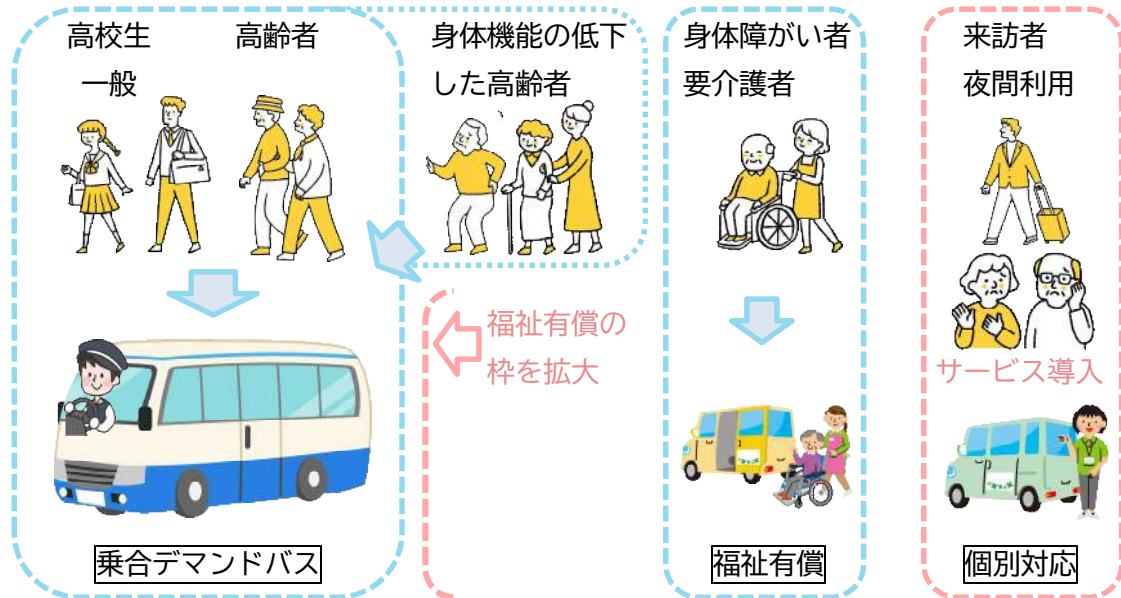 高校生 高齢者
一般
身体機能の低下
した高齢者
身体障がい者
要介護者
来訪者
夜間利用
福祉有償の
枠を拡大
サービス導入
乗合デマンドバス
福祉有償
個別対応